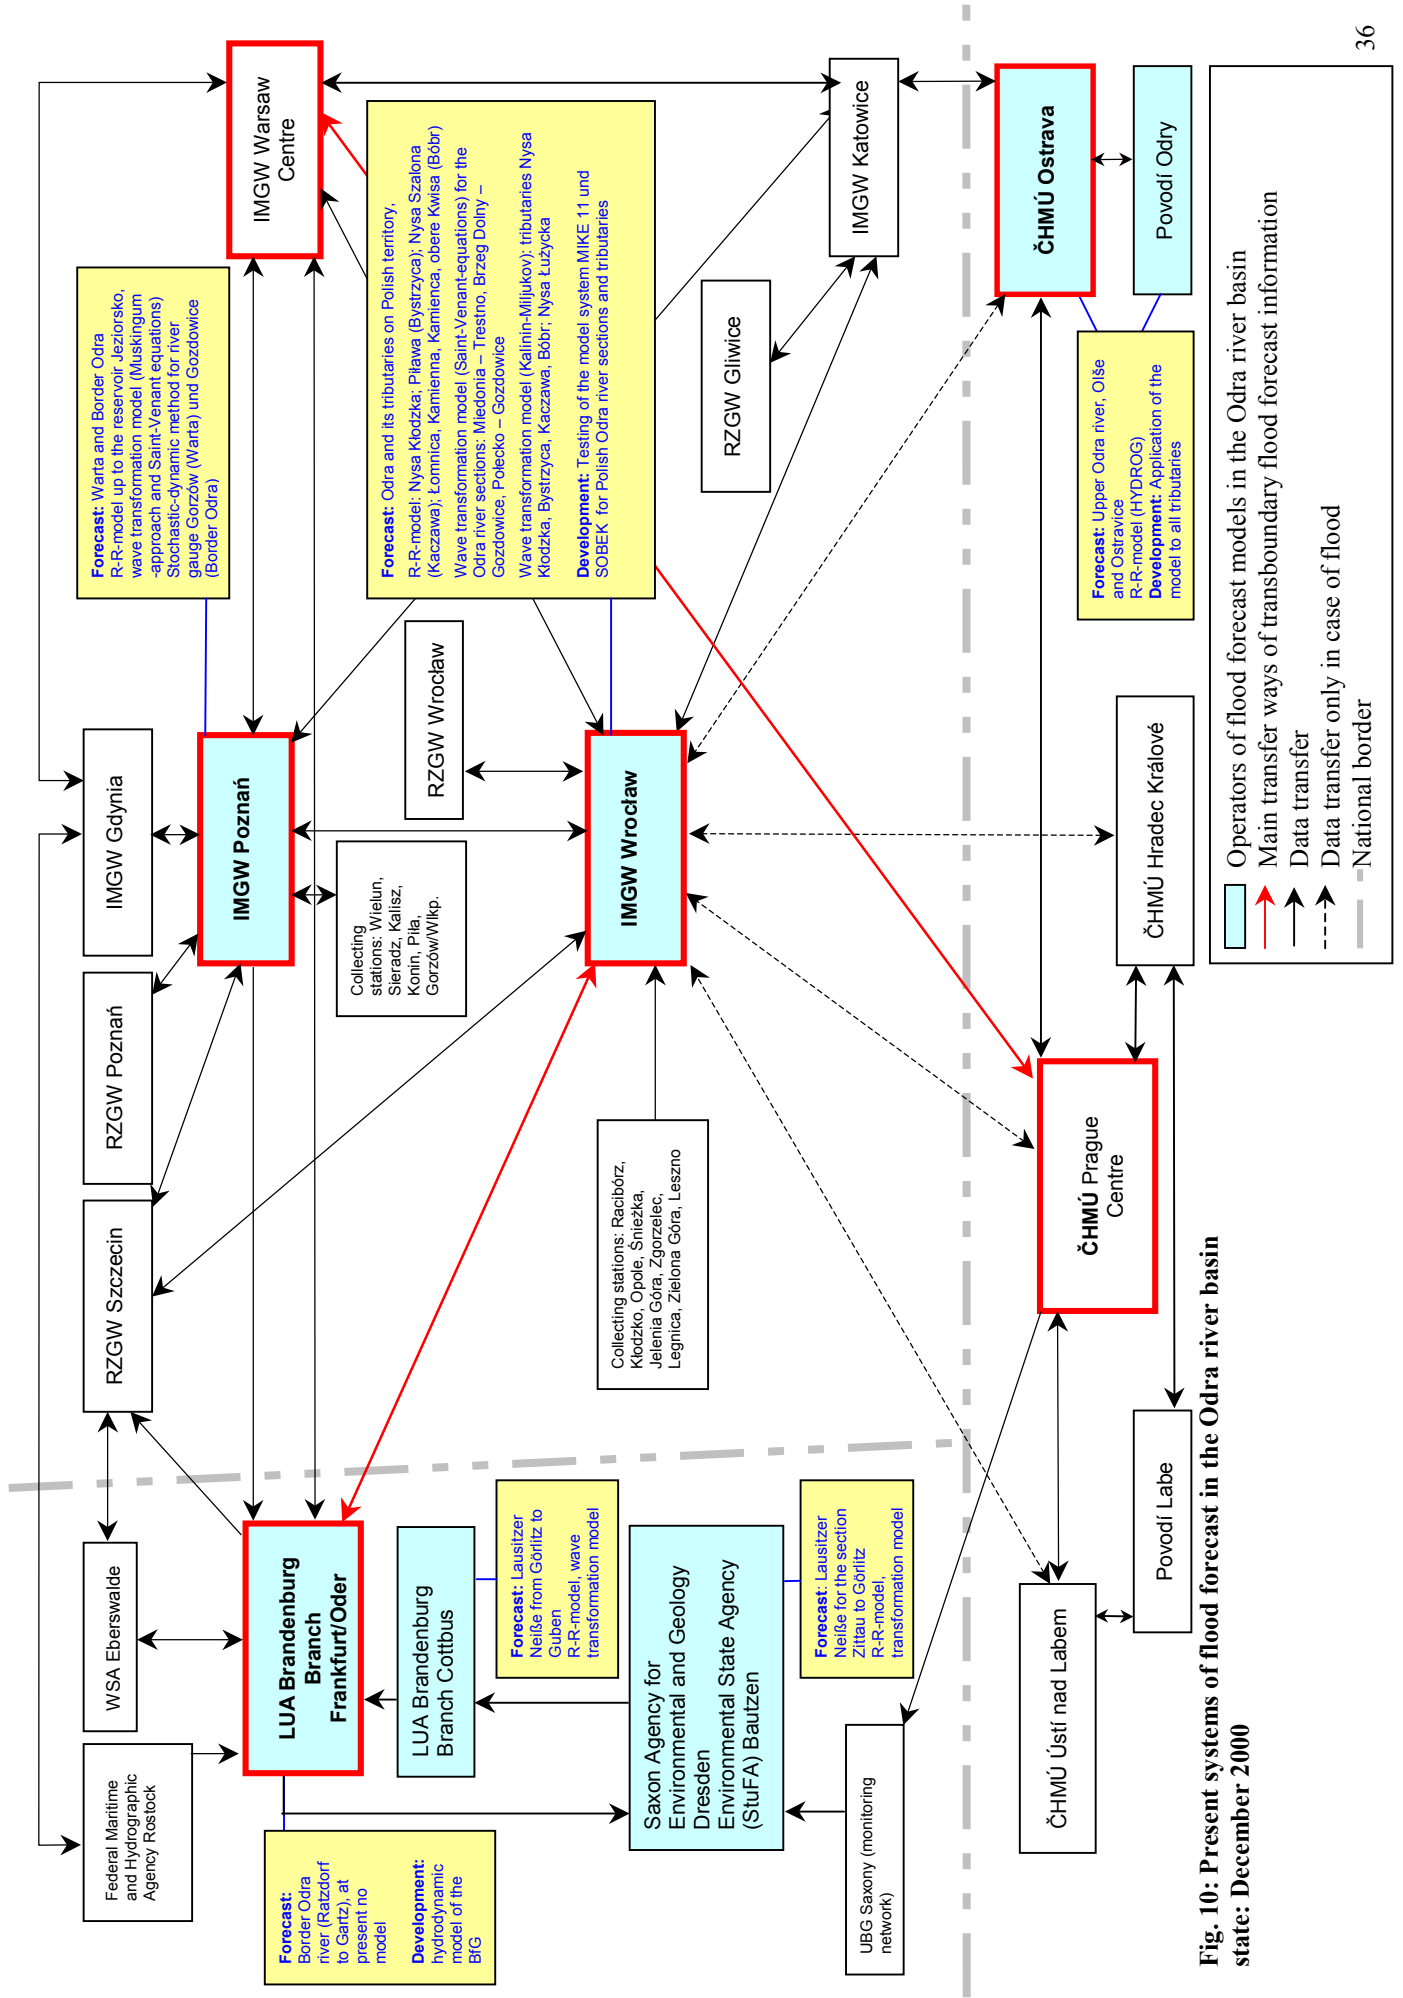 Federal Maritime
and Hydrographic
Agency Rostock
WSA Eberswalde
RZGW Szczecin
RZGW Poznań
IMGW Gdynia
Forecast: Warta and Border Odra
R-R-model up to the reservoir Jeziorsko,
wave transformation model (Muskingum
-approach and Saint-Venant equations)
Stochastic-dynamic method for river
gauge Gorzów (Warta) und Gozdowice
(Border Odra)
IMGW Warsaw
Centre
LUA Brandenburg
Branch
Frankfurt/Oder
IMGW Poznań
Forecast:
Border Odra
river (Ratzdorf
to Gartz), at
present no
model
Development:
hydrodynamic
model of the
BfG
LUA Brandenburg
Branch Cottbus
Collecting
stations: Wielun,
Sieradz, Kalisz,
Konin, Piła,
Gorzów/Wlkp.
RZGW Wrocław
Forecast: Odra and its tributaries on Polish territory,
R-R-model: Nysa Kłodzka; Piława (Bystrzyca); Nysa Szalona
(Kaczawa); Łomnica, Kamienna, Kamienca, obere Kwisa (Bóbr)
Wave transformation model (Saint-Venant-equations) for the
Odra river sections: Miedonia – Trestno, Brzeg Dolny –
Gozdowice, Połecko – Gozdowice
Wave transformation model (Kalinin-Miljukov): tributaries Nysa
Kłodzka, Bystrzyca, Kaczawa, Bóbr; Nysa Łużycka
Development: Testing of the model system MIKE 11 und
SOBEK  for Polish Odra river sections and tributaries
Forecast: Lausitzer
Neiße from Görlitz to
Guben
R-R-model, wave
transformation model
IMGW Wrocław
Saxon Agency for
Environmental and Geology
Dresden
Environmental State Agency
(StuFA) Bautzen
Collecting stations: Racibórz,
Kłodzko, Opole, Śnieżka,
Jelenia Góra, Zgorzelec,
Legnica, Zielona Góra, Leszno
RZGW Gliwice
IMGW Katowice
Forecast: Lausitzer
Neiße for the section
Zittau to Görlitz
R-R-model,
transformation model
UBG Saxony (monitoring
network)
ČHMÚ Ostrava
ČHMÚ Ústí nad Labem
ČHMÚ Prague
Centre
Forecast: Upper Odra river, Olše
and Ostravice
R-R-model (HYDROG)
Development: Application of the
model to all tributaries
ČHMÚ Hradec Králové
Povodí Labe
Povodí Odry
Operators of flood forecast models in the Odra river basin
Main transfer ways of transboundary flood forecast information
Data transfer
Data transfer only in case of flood
National border
Fig. 10: Present systems of flood forecast in the Odra river basin
state: December 2000
36